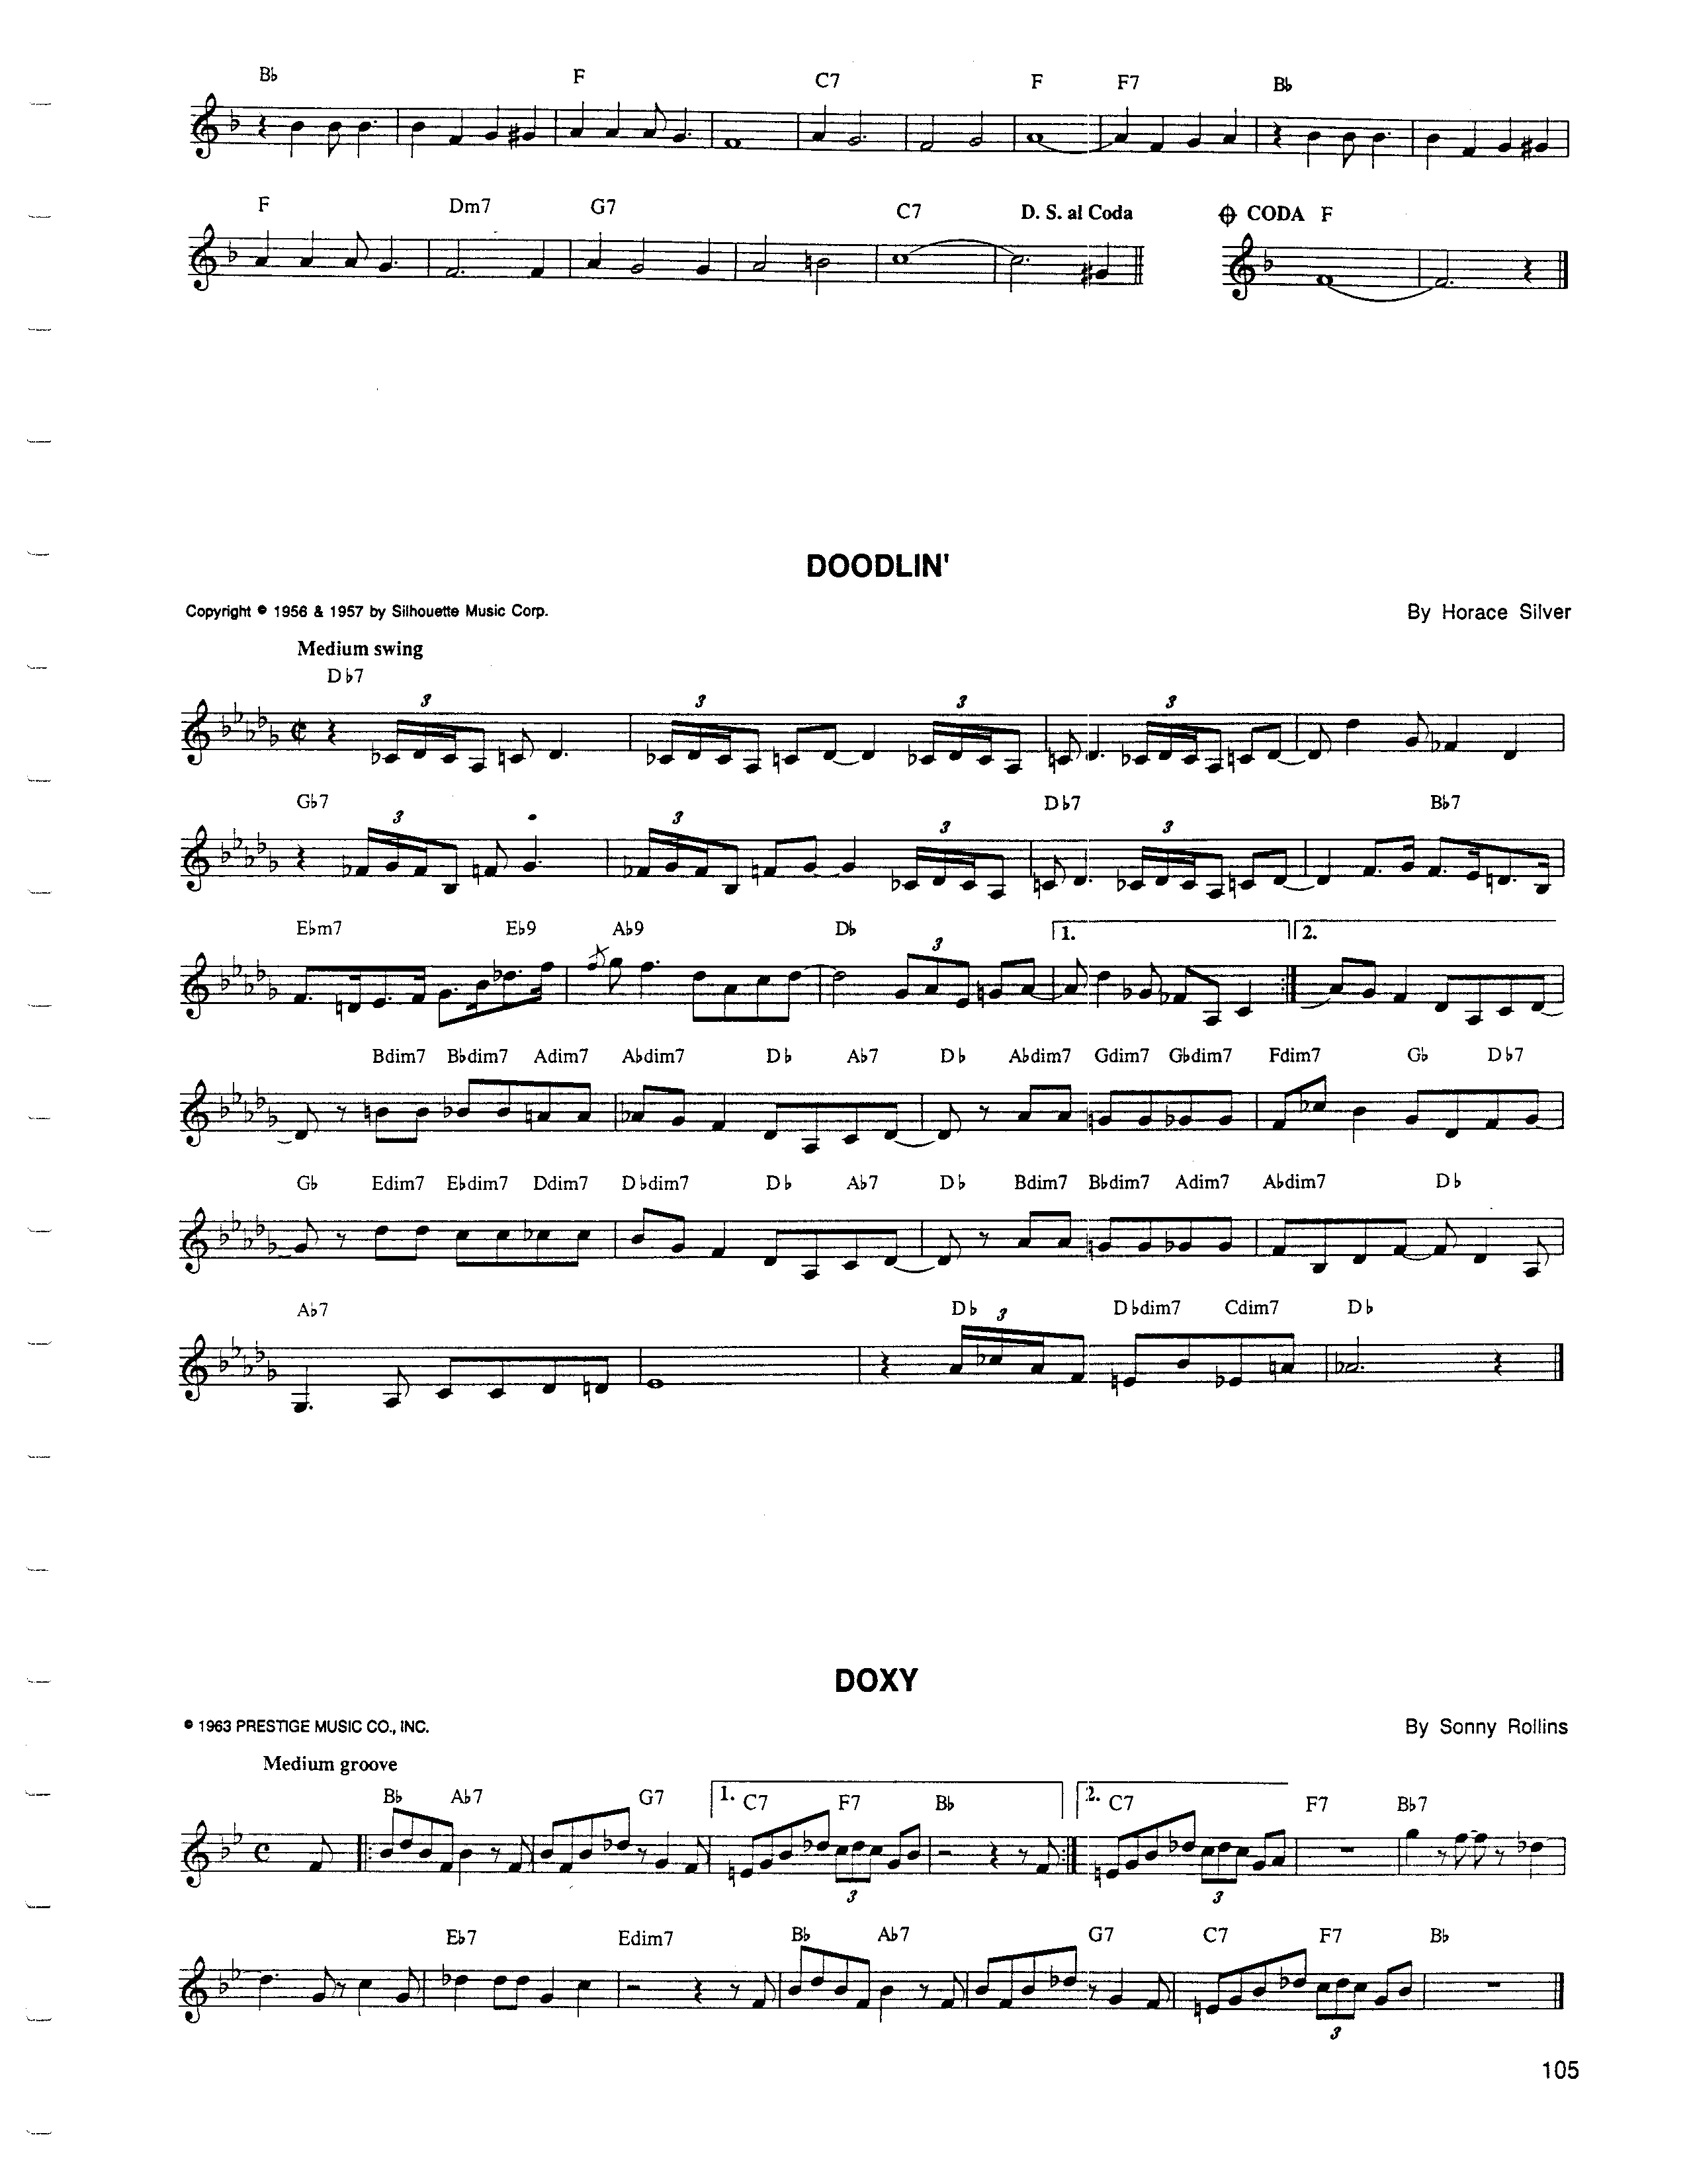 B♭ F C7 F F7 B♭
F Dm7 G7 C7 D. S. al Coda CODA F
DOODLIN'
Copyright © 1956 & 1957 by Silhouette Music Corp. By Horace Silver
Medium swing
D♭7
3 3 3 3
G♭7 D♭7 B♭7
3 3 3 3
E♭m7 E♭9 A♭9 D♭ 1. 2.
3
Bdim7 B♭dim7 Adim7 A♭dim7 D♭ A♭7 D♭ A♭dim7 Gdim7 G♭dim7 Fdim7 G♭ D♭7
G♭ Edim7 E♭dim7 Ddim7 D♭dim7 D♭ A♭7 D♭ Bdim7 B♭dim7 Adim7 A♭dim7 D♭
A♭7 D♭ 3 D♭dim7 Cdim7 D♭
DOXY
© 1963 PRESTIGE MUSIC CO., INC. By Sonny Rollins
Medium groove
B♭ A♭7 G7 1. C7 F7 B♭ 2. C7 F7 B♭7
3 3
E♭7 Edim7 B♭ A♭7 G7 C7 F7 B♭
3
105